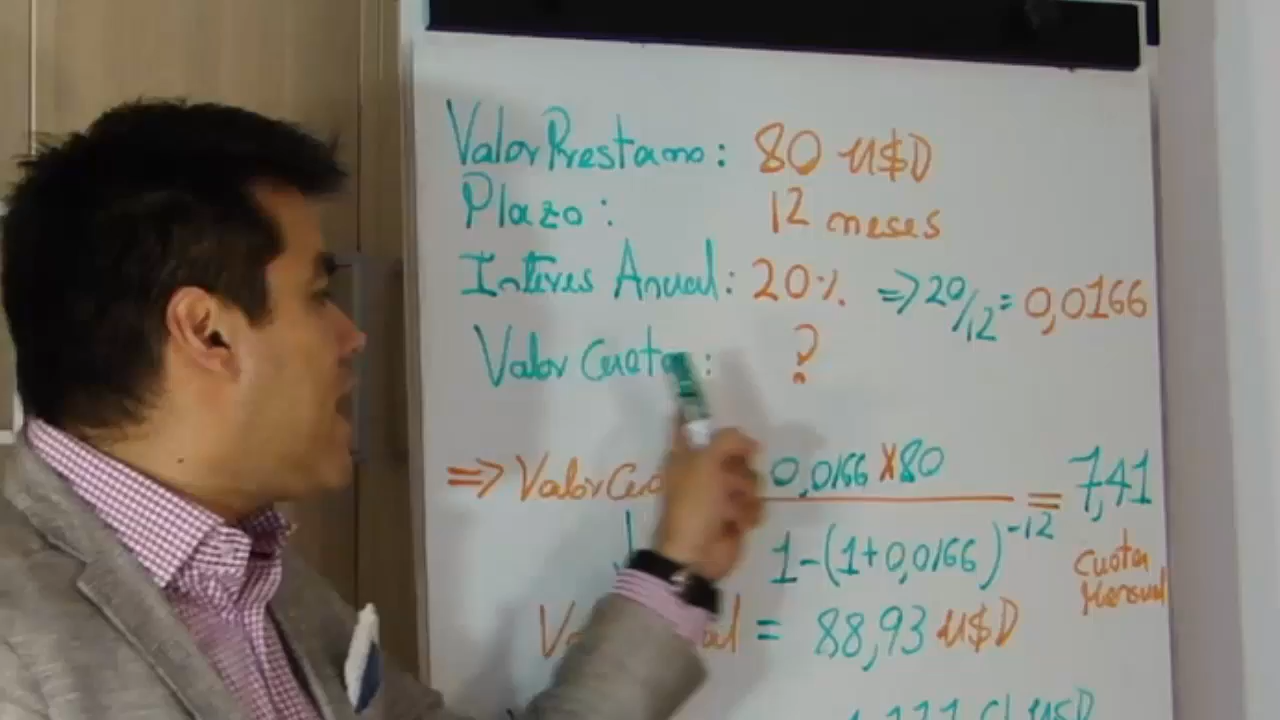 Valor Prestamo: 80 U$D
Plazo: 12 meses
Interes Anual: 20% => 20/12 = 0,0166
Valor Cuota: ?
=> Valor 0,0166 X 80 = 7,41
1-(1+0,0166)^-12
Cuota
Mensual
= 88,93 U$D